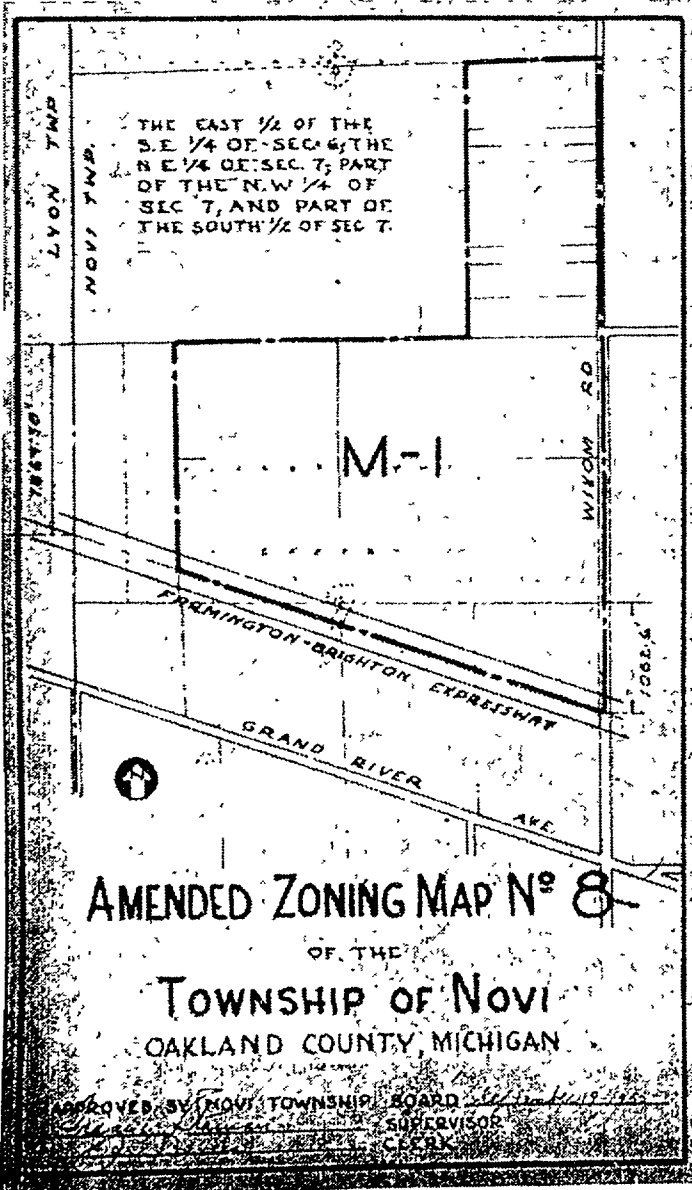 LYON TWP
NOVI TWP.
THE EAST 1/2 OF THE
S.E. 1/4 OF SEC 6, THE
N E 1/4 OF SEC. 7, PART
OF THE N.W 1/4 OF
SEC 7, AND PART OF
THE SOUTH 1/2 OF SEC 7.
M-1
WIXOM RD
FARMINGTON-BRIGHTON EXPRESSWAY
1062.6'
GRAND RIVER AVE.
N
AMENDED ZONING MAP Nº 8
OF THE
TOWNSHIP OF NOVI
OAKLAND COUNTY, MICHIGAN
APPROVED BY NOVI TOWNSHIP BOARD
SUPERVISOR
CLERK